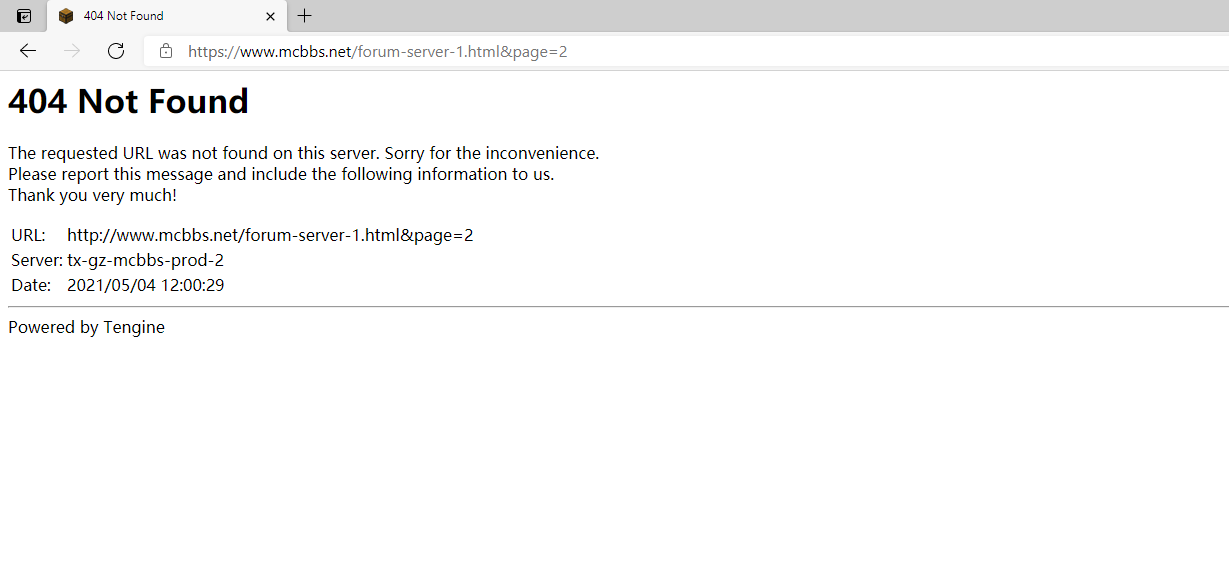 404 Not Found
https://www.mcbbs.net/forum-server-1.html&page=2
404 Not Found
The requested URL was not found on this server. Sorry for the inconvenience.
Please report this message and include the following information to us.
Thank you very much!
URL: http://www.mcbbs.net/forum-server-1.html&page=2
Server: tx-gz-mcbbs-prod-2
Date: 2021/05/04 12:00:29
Powered by Tengine